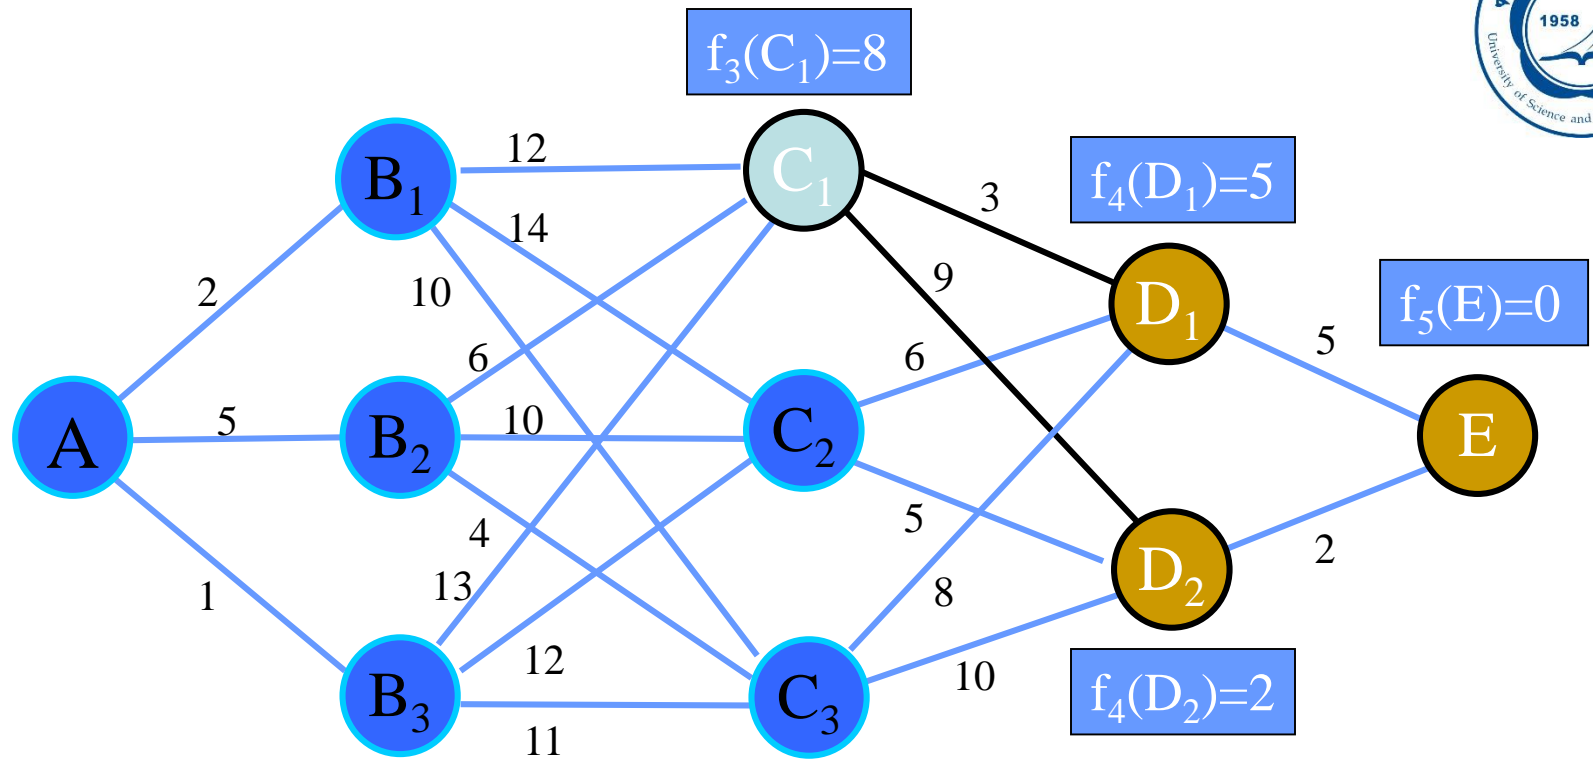 f₃(C₁)=8
1958
University of Science and
B₁
12
C₁
3
f₄(D₁)=5
14
2
10
9
D₁
f₅(E)=0
6
6
5
A
5
B₂
10
C₂
E
4
5
2
1
13
8
D₂
B₃
12
C₃
10
f₄(D₂)=2
11